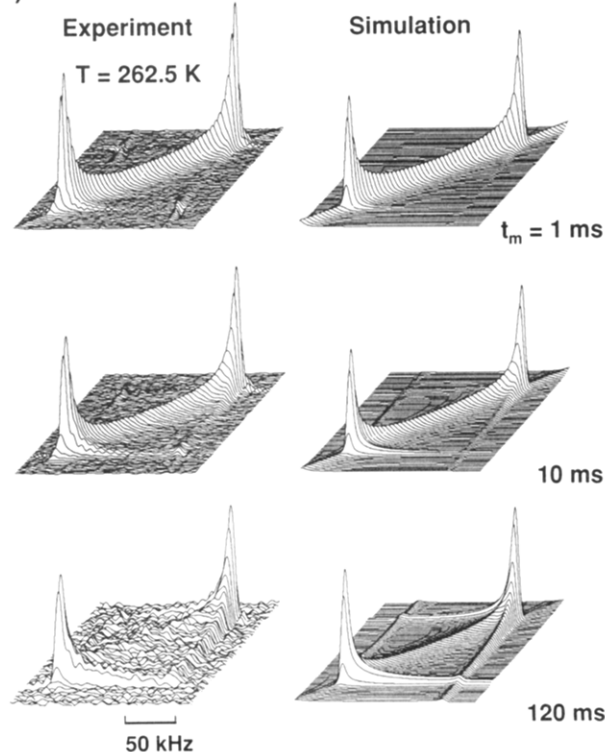 )
Experiment
Simulation
T = 262.5 K
t_m = 1 ms
10 ms
120 ms
50 kHz